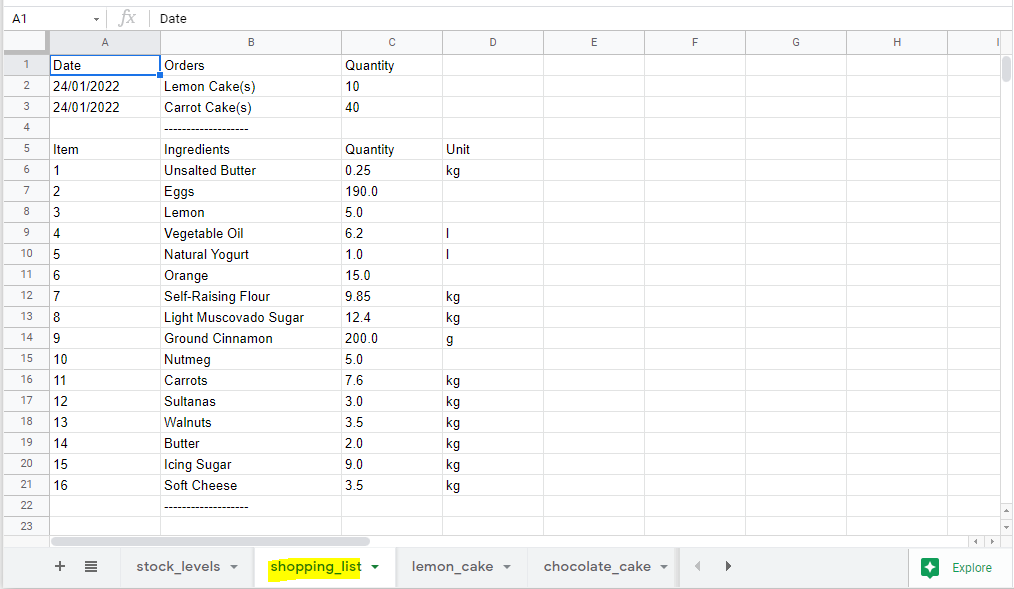 A1 fx Date
A B C D E F G H I
1 Date Orders Quantity
2 24/01/2022 Lemon Cake(s) 10
3 24/01/2022 Carrot Cake(s) 40
4 -------------------
5 Item Ingredients Quantity Unit
6 1 Unsalted Butter 0.25 kg
7 2 Eggs 190.0
8 3 Lemon 5.0
9 4 Vegetable Oil 6.2 l
10 5 Natural Yogurt 1.0 l
11 6 Orange 15.0
12 7 Self-Raising Flour 9.85 kg
13 8 Light Muscovado Sugar 12.4 kg
14 9 Ground Cinnamon 200.0 g
15 10 Nutmeg 5.0
16 11 Carrots 7.6 kg
17 12 Sultanas 3.0 kg
18 13 Walnuts 3.5 kg
19 14 Butter 2.0 kg
20 15 Icing Sugar 9.0 kg
21 16 Soft Cheese 3.5 kg
22 -------------------
23
+ stock_levels shopping_list lemon_cake chocolate_cake Explore